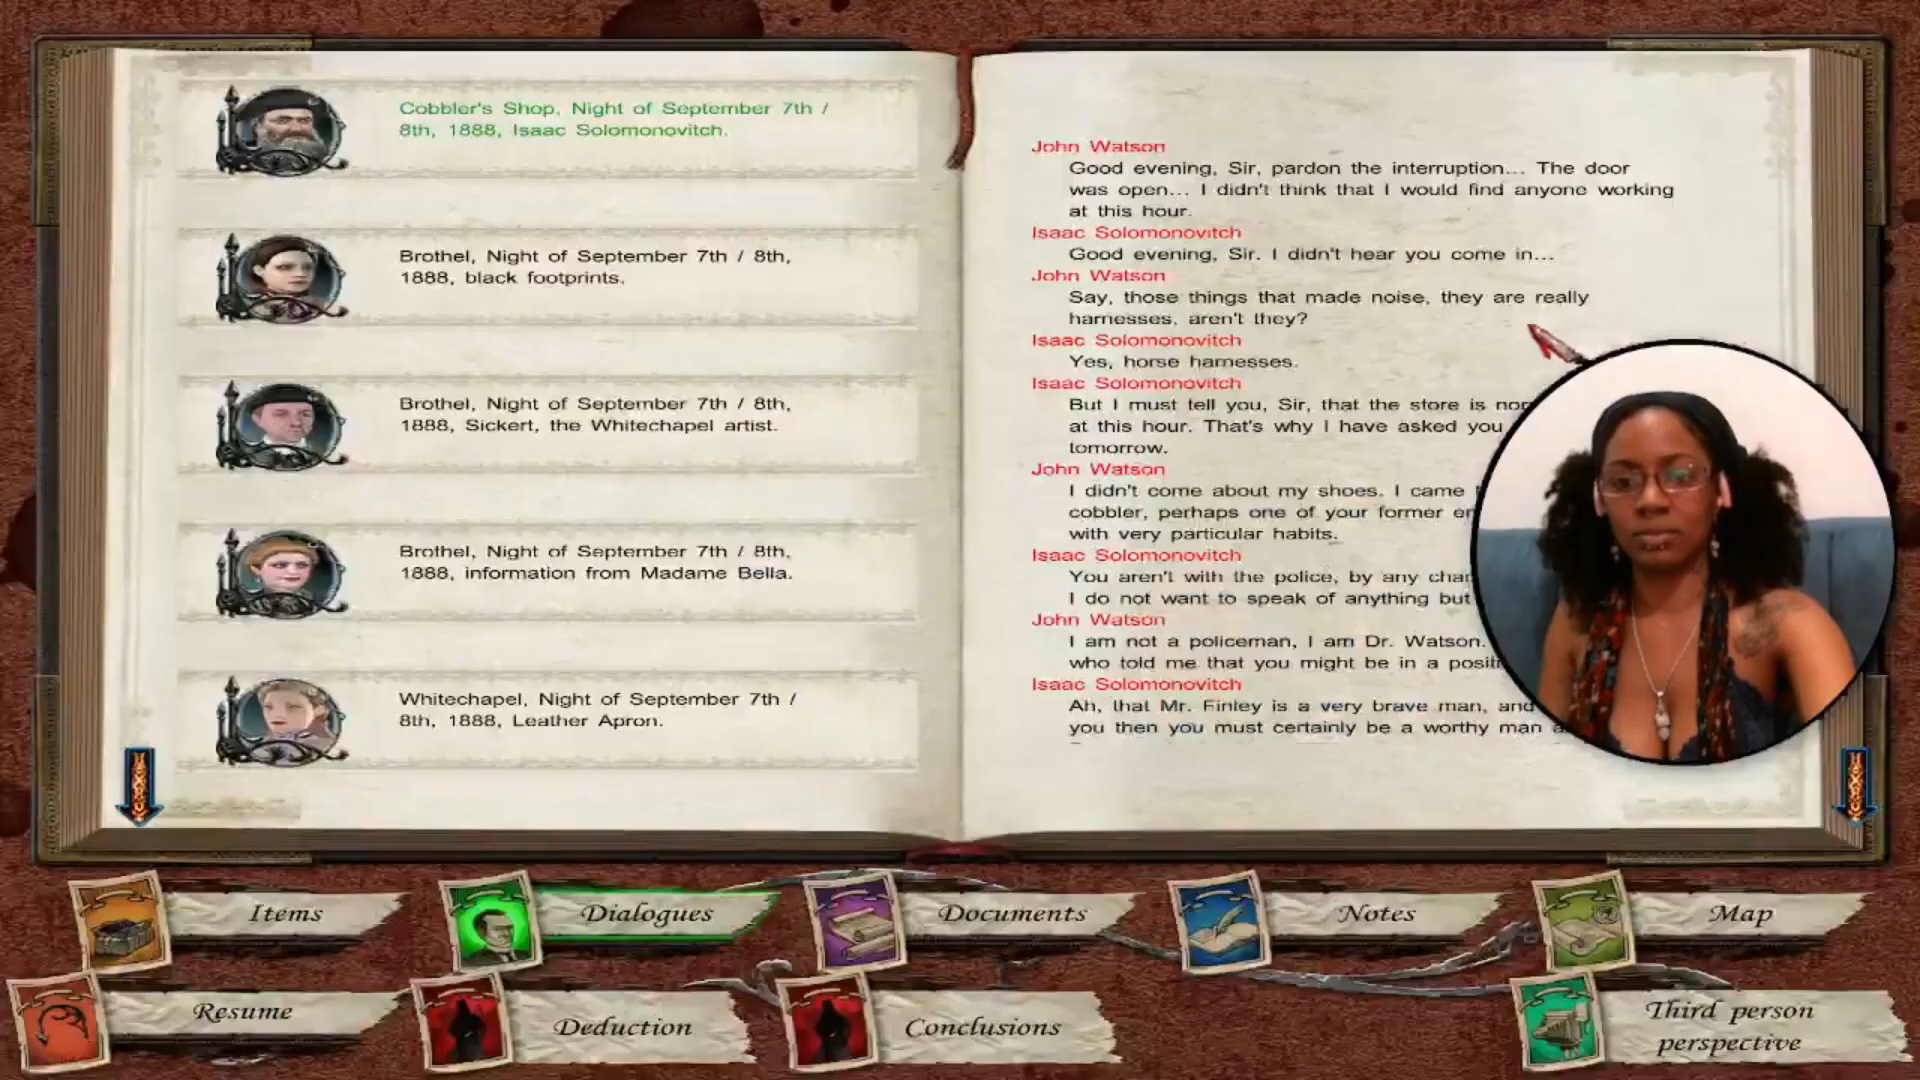 Cobbler's Shop, Night of September 7th /
8th, 1888, Isaac Solomonovitch.
Brothel, Night of September 7th / 8th,
1888, black footprints.
Brothel, Night of September 7th / 8th,
1888, Sickert, the Whitechapel artist.
Brothel, Night of September 7th / 8th,
1888, information from Madame Bella.
Whitechapel, Night of September 7th /
8th, 1888, Leather Apron.
John Watson
Good evening, Sir, pardon the interruption... The door
was open... I didn't think that I would find anyone working
at this hour.
Isaac Solomonovitch
Good evening, Sir. I didn't hear you come in...
John Watson
Say, those things that made noise, they are really
harnesses, aren't they?
Isaac Solomonovitch
Yes, horse harnesses.
Isaac Solomonovitch
But I must tell you, Sir, that the store is
at this hour. That's why I have asked you
tomorrow.
John Watson
I didn't come about my shoes. I came
cobbler, perhaps one of your former
with very particular habits.
Isaac Solomonovitch
You aren't with the police, by any
I do not want to speak of anything but
John Watson
I am not a policeman, I am Dr. Watson.
who told me that you might be in a
Isaac Solomonovitch
Ah, that Mr. Finley is a very brave man, and
you then you must certainly be a worthy man
Items
Dialogues
Documents
Notes
Map
Resume
Deduction
Conclusions
Third person
perspective